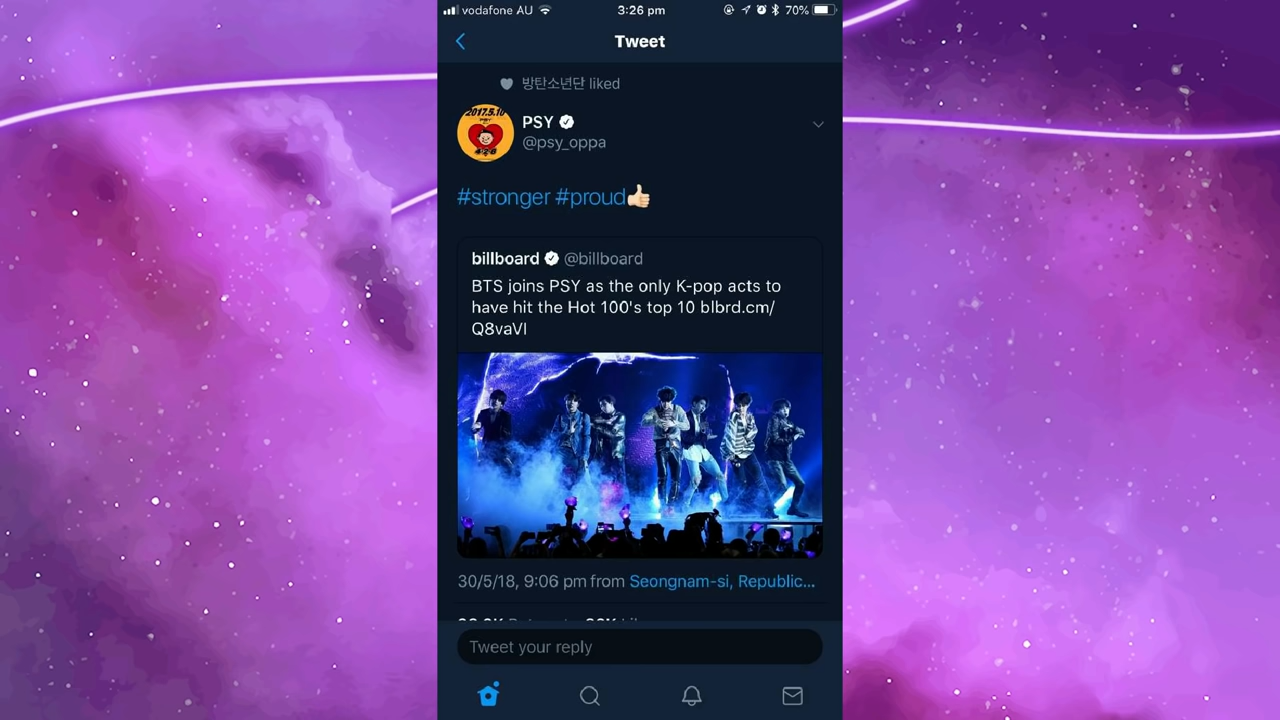 vodafone AU 3:26 pm 70%
Tweet
방탄소년단 liked
2017.5.10
PSY
@psy_oppa
#stronger #proud👍🏻
billboard @billboard
BTS joins PSY as the only K-pop acts to
have hit the Hot 100's top 10 blbrd.cm/
Q8vaVI
30/5/18, 9:06 pm from Seongnam-si, Republic...
Tweet your reply